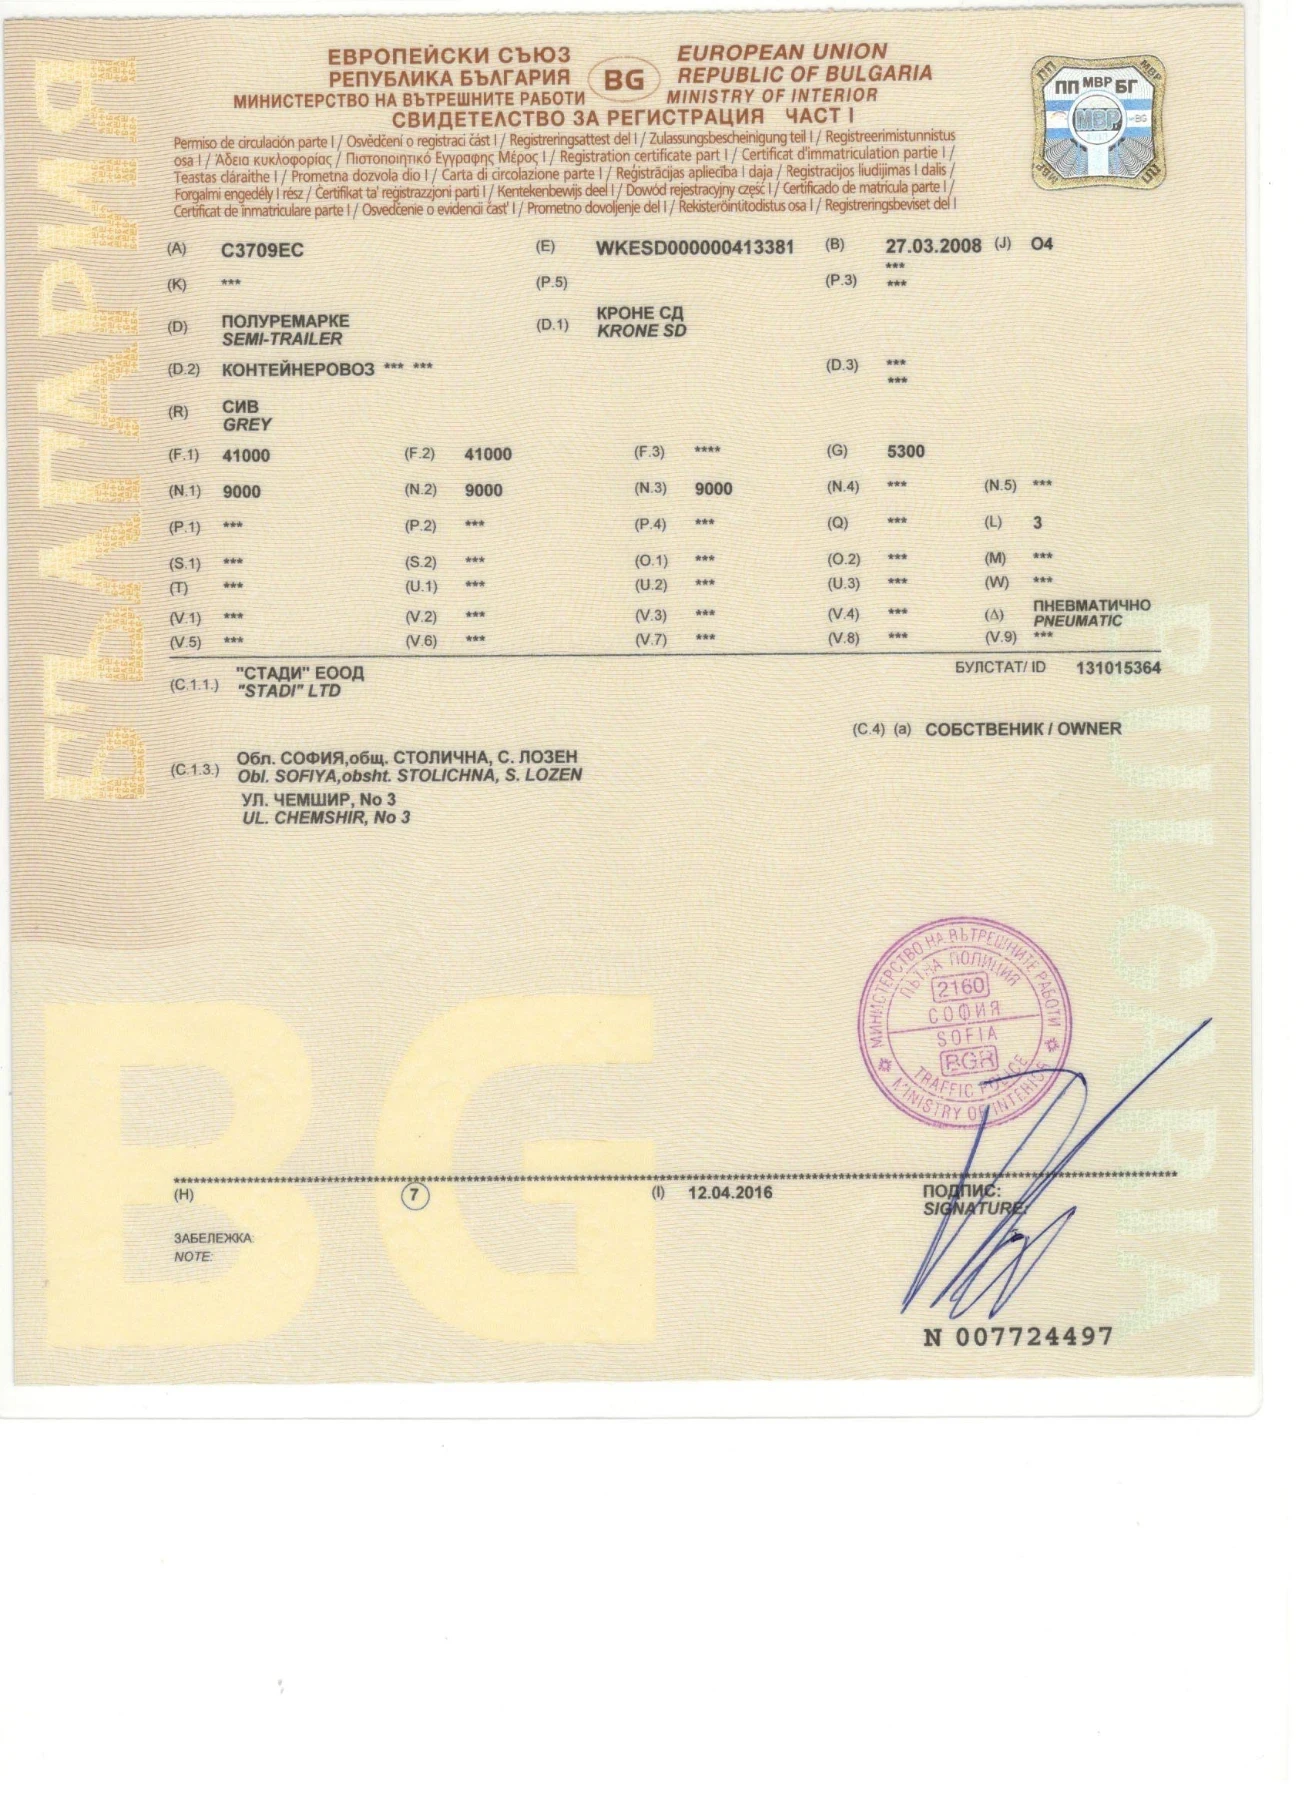 ЕВРОПЕЙСКИ СЪЮЗ
РЕПУБЛИКА БЪЛГАРИЯ
МИНИСТЕРСТВО НА ВЪТРЕШНИТЕ РАБОТИ
BG
EUROPEAN UNION
REPUBLIC OF BULGARIA
MINISTRY OF INTERIOR
СВИДЕТЕЛСТВО ЗА РЕГИСТРАЦИЯ ЧАСТ I
ПП МВР БГ
Permiso de circulación parte I / Osvědčení o registraci část I / Registreringsattest del I / Zulassungsbescheinigung teil I / Registreerimistunnistus
osa I / Άδεια κυκλοφορίας / Πιστοποιητικό Εγγραφης Μέρος I / Registration certificate part I / Certificat d'immatriculation partie I /
Teastas cláraithe I / Prometna dozvola dio I / Carta di circolazione parte I / Reģistrācijas apliecība I daja / Registracijos liudijimas I dalis /
Forgalmi engedély I rész / Ċertifikat ta' reġistrazzjoni parti I / Kentekenbewijs deel I / Dowód rejestracyjny część I / Certificado de matricula parte I /
Certificat de înmatriculare parte I / Osvedčenie o evidencii časť I / Prometno dovoljenje del I / Rekisteröintitodistus osa I / Registreringsbeviset del I
(A) C3709EC (E) WKESD000000413381 (B) 27.03.2008 (J) O4
***
(K) *** (P.5) (P.3) ***
(D) ПОЛУРЕМАРКЕ
SEMI-TRAILER
(D.1) КРОНЕ СД
KRONE SD
(D.2) КОНТЕЙНЕРОВОЗ *** *** (D.3) ***
***
(R) СИВ
GREY
(F.1) 41000 (F.2) 41000 (F.3) **** (G) 5300
(N.1) 9000 (N.2) 9000 (N.3) 9000 (N.4) *** (N.5) ***
(P.1) *** (P.2) *** (P.4) *** (Q) *** (L) 3
(S.1) *** (S.2) *** (O.1) *** (O.2) *** (M) ***
(T) *** (U.1) *** (U.2) *** (U.3) *** (W) ***
(V.1) *** (V.2) *** (V.3) *** (V.4) *** (Δ) ПНЕВМАТИЧНО
PNEUMATIC
(V.5) *** (V.6) *** (V.7) *** (V.8) *** (V.9) ***
(C.1.1.) "СТАДИ" ЕООД
"STADI" LTD
БУЛСТАТ/ ID 131015364
(C.4) (a) СОБСТВЕНИК / OWNER
(C.1.3.) Обл. СОФИЯ,общ. СТОЛИЧНА, С. ЛОЗЕН
Obl. SOFIYA,obsht. STOLICHNA, S. LOZEN
УЛ. ЧЕМШИР, No 3
UL. CHEMSHIR, No 3
МИНИСТЕРСТВО НА ВЪТРЕШНИТЕ РАБОТИ
ПЪТНА ПОЛИЦИЯ
2160
СОФИЯ
SOFIA
BGR
TRAFFIC POLICE
MINISTRY OF INTERIOR
(H) 7 (I) 12.04.2016
ПОДПИС:
SIGNATURE:
ЗАБЕЛЕЖКА:
NOTE:
N 007724497
БЪЛГАРИЯ
BULGARIA
BG